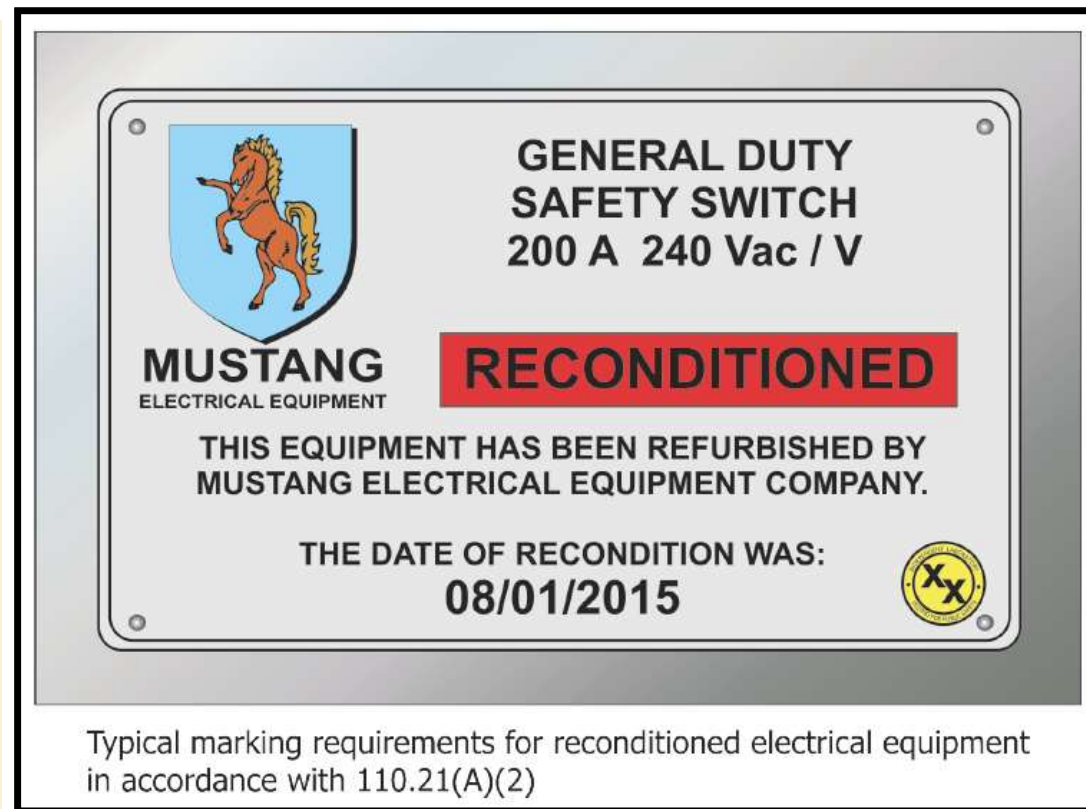 GENERAL DUTY
SAFETY SWITCH
200 A 240 Vac / V
MUSTANG
ELECTRICAL EQUIPMENT
RECONDITIONED
THIS EQUIPMENT HAS BEEN REFURBISHED BY
MUSTANG ELECTRICAL EQUIPMENT COMPANY.
THE DATE OF RECONDITION WAS:
08/01/2015
XX
Typical marking requirements for reconditioned electrical equipment
in accordance with 110.21(A)(2)